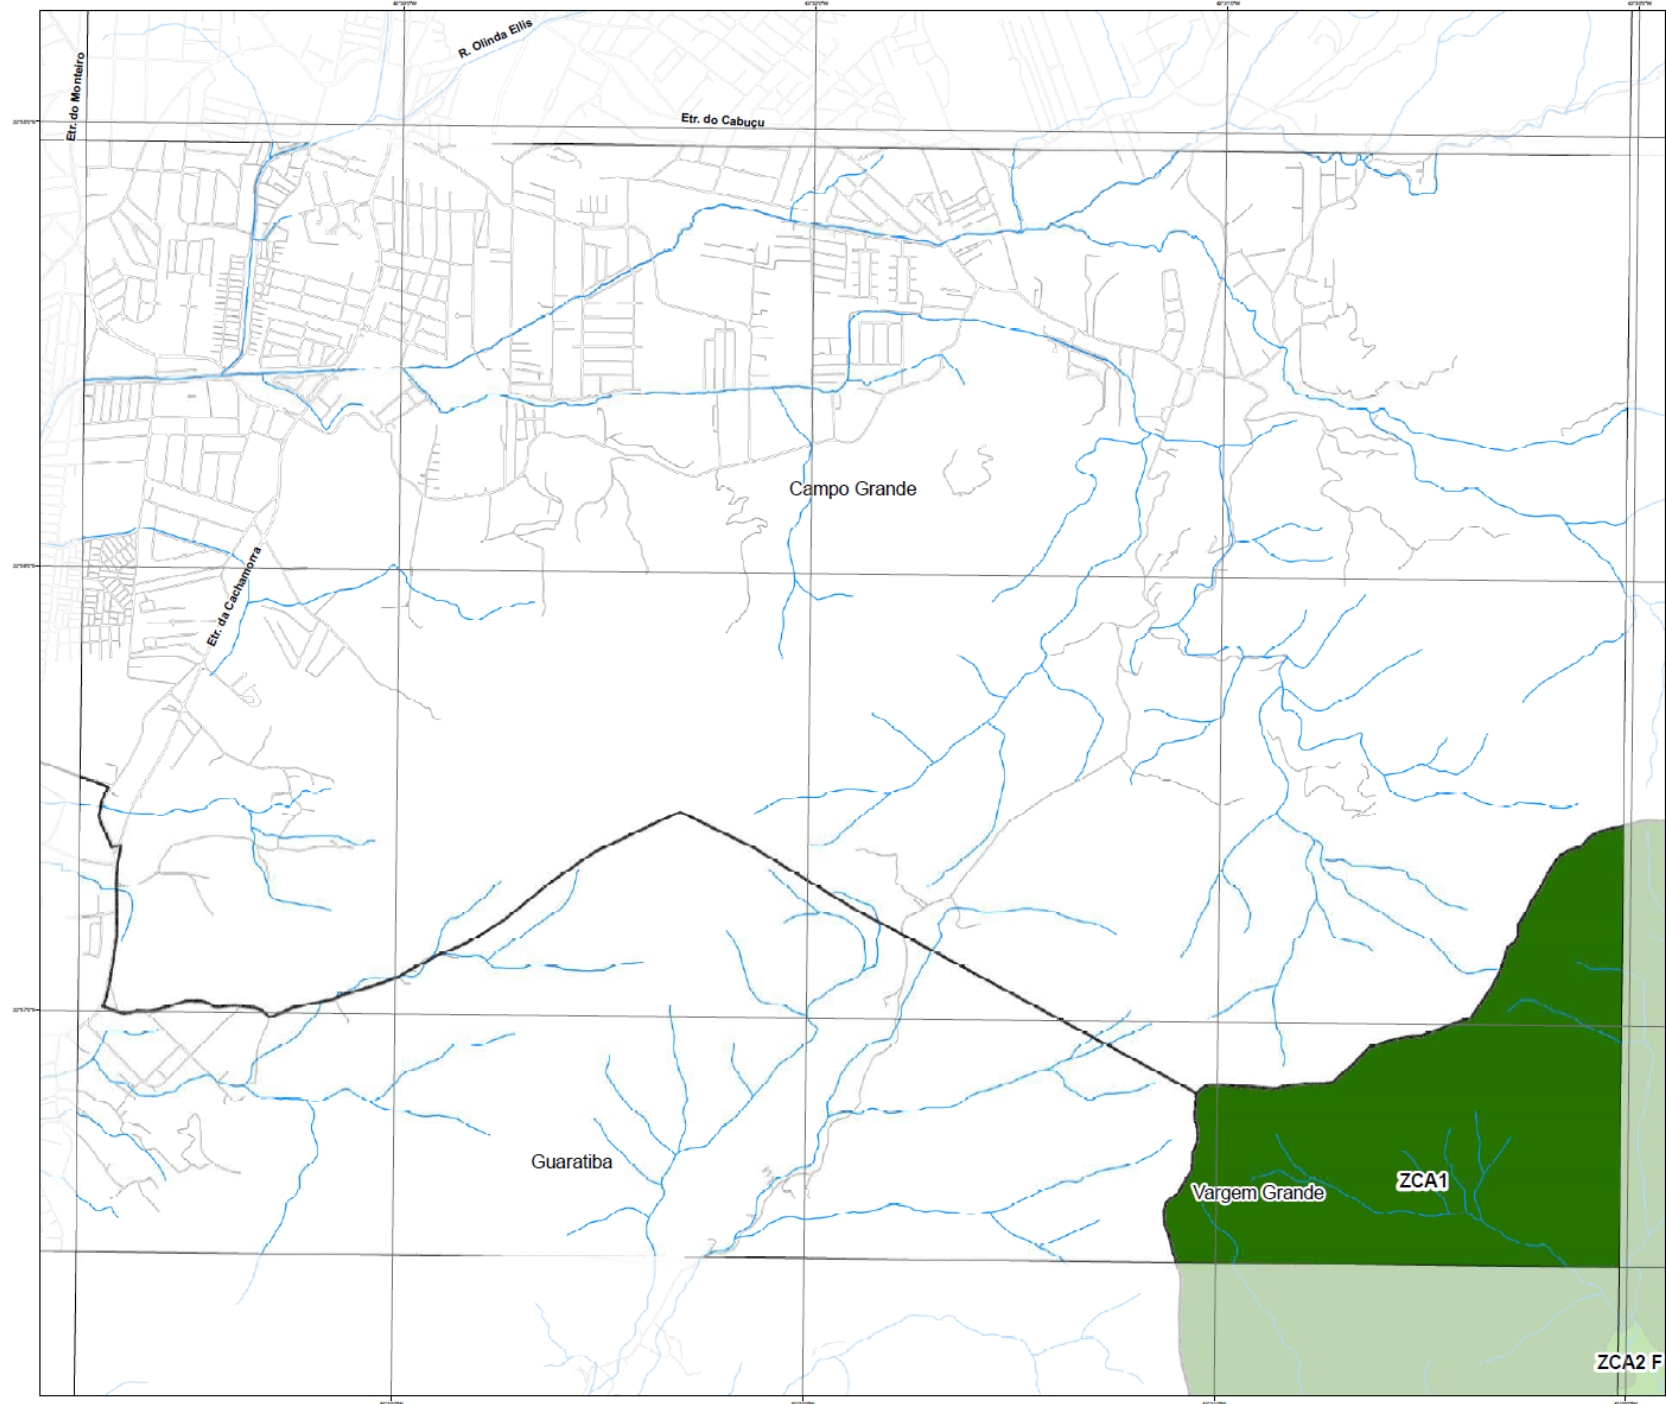 R. Olinda Ellis
Etr. do Monteiro
Etr. do Cabuçu
Campo Grande
Etr. da Cachamorra
Guaratiba
Vargem Grande
ZCA1
ZCA2 F